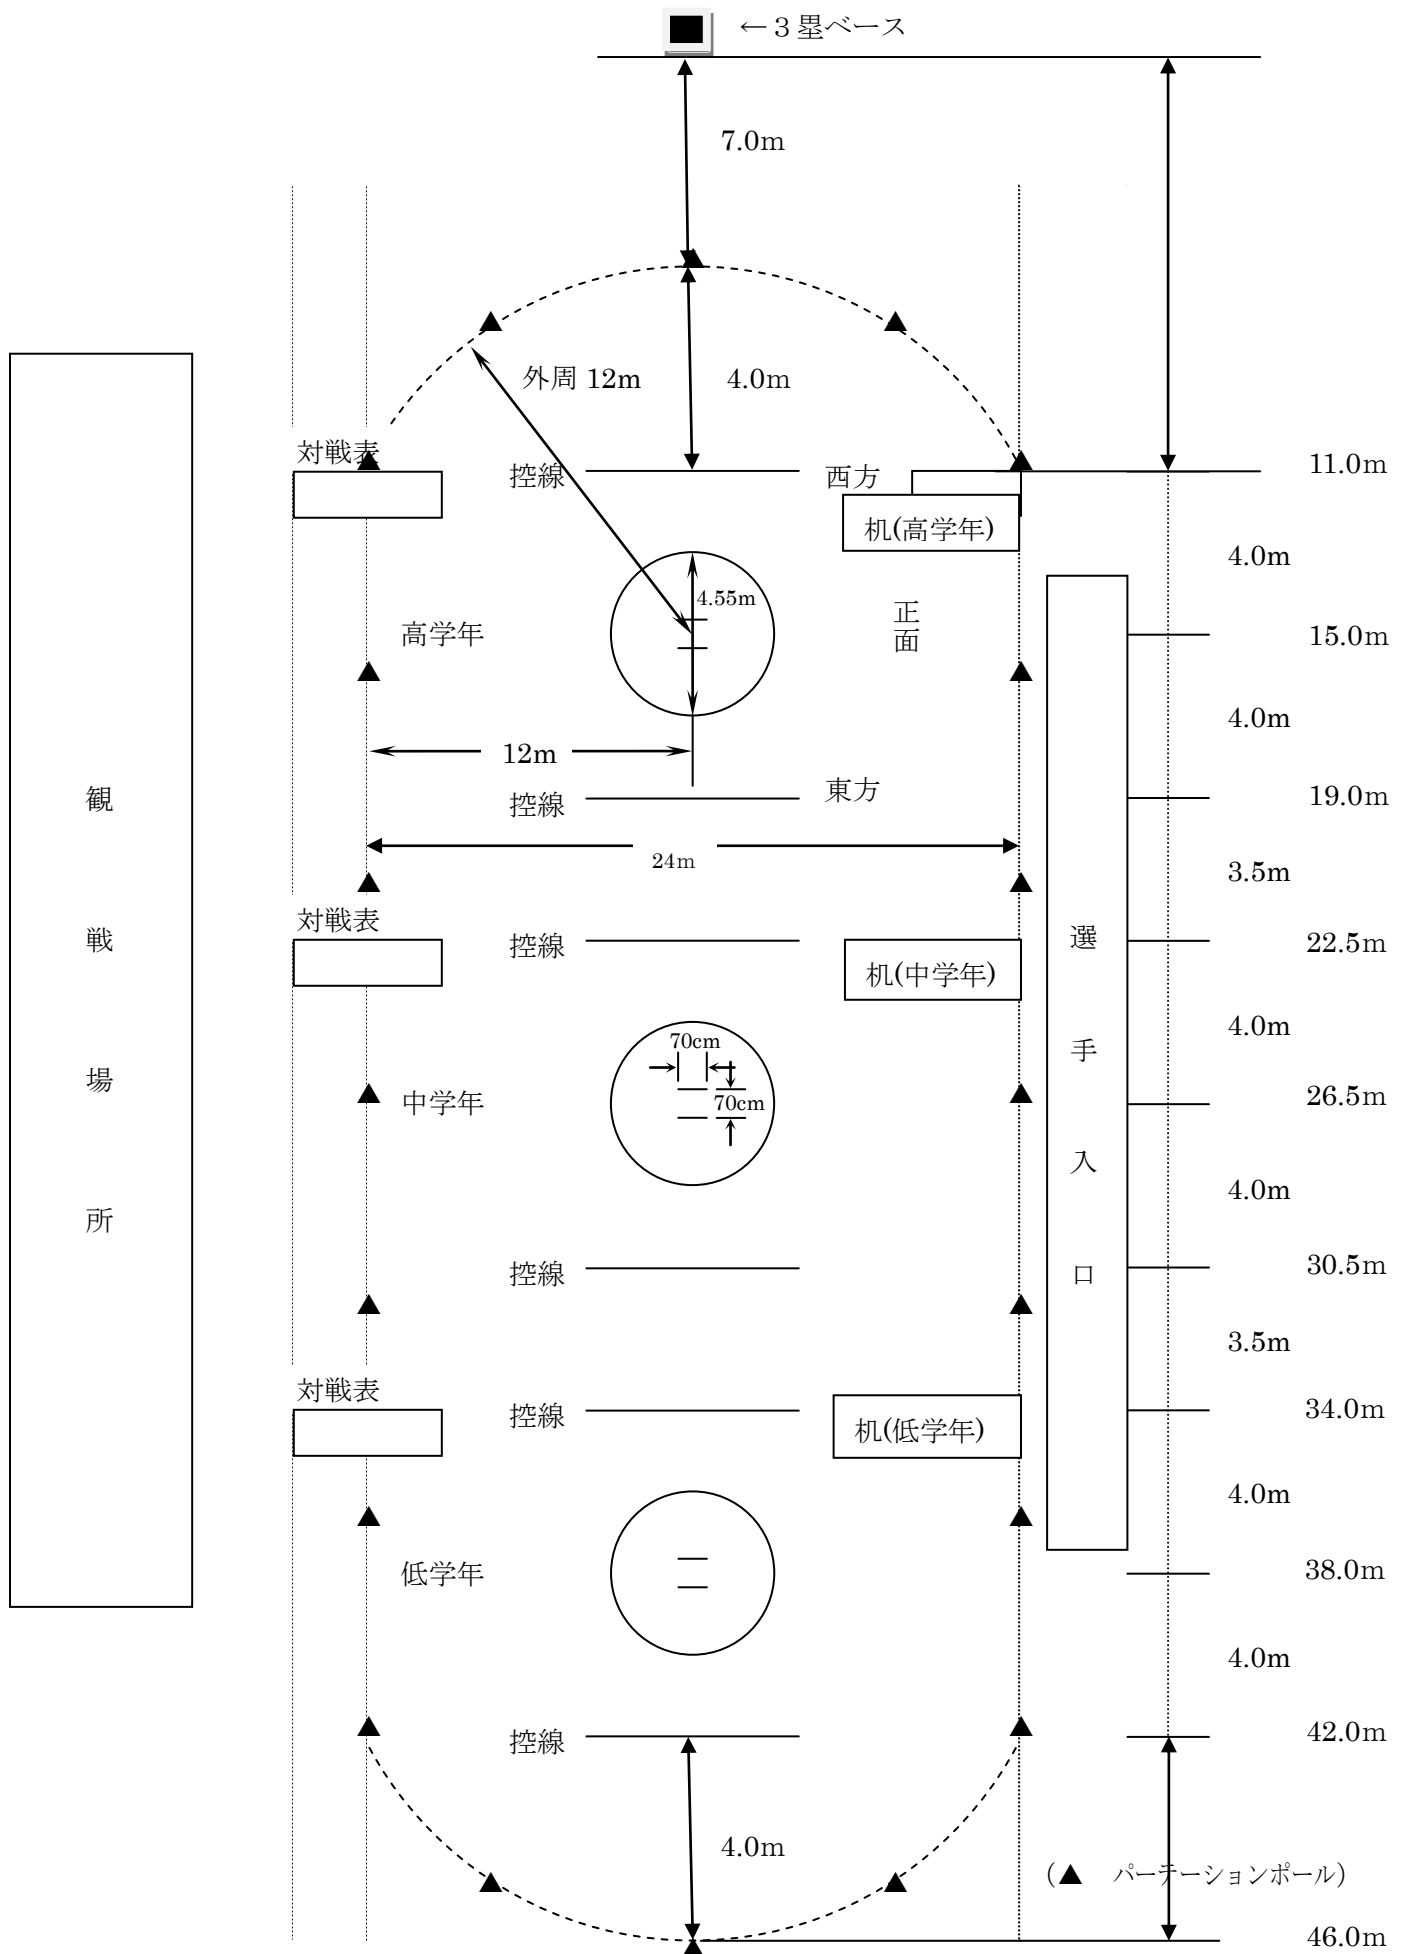 ←３塁ベース
7.0m
外周 12m
4.0m
対戦表
控線
西方
11.0m
机(高学年)
4.0m
4.55m
正面
高学年
15.0m
4.0m
12m
東方
控線
19.0m
24m
3.5m
対戦表
控線
机(中学年)
22.5m
4.0m
70cm
70cm
中学年
26.5m
4.0m
控線
30.5m
3.5m
対戦表
控線
机(低学年)
34.0m
4.0m
低学年
38.0m
4.0m
控線
42.0m
4.0m
(▲　パーテーションポール)
46.0m
観戦場所
選手入口